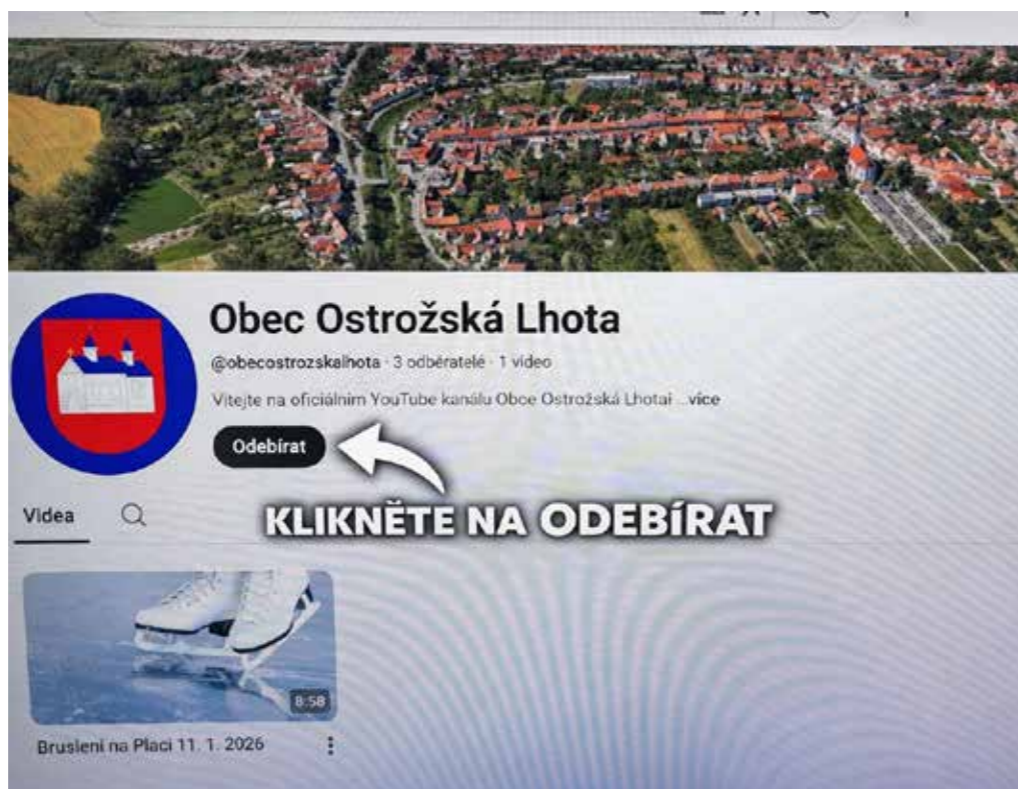 Obec Ostrožská Lhota
@obecostrozskalhota · 3 odběratelé · 1 video
Vítejte na oficiálním YouTube kanálu Obce Ostrožská Lhota! ...více
Odebírat
KLIKNĚTE NA ODEBÍRAT
Videa
8:58
Bruslení na Placi 11. 1. 2026